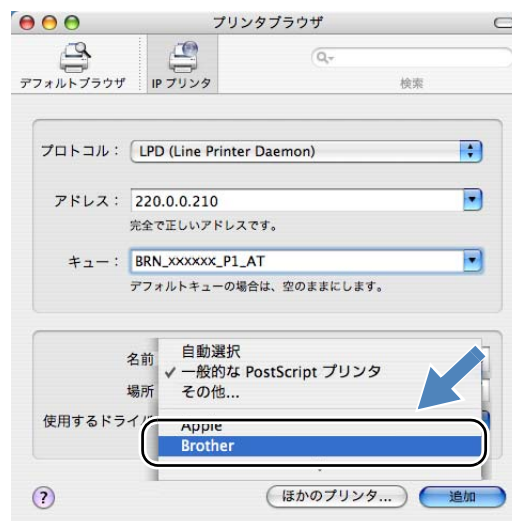 プリンタブラウザ
デフォルトブラウザ
IP プリンタ
検索
プロトコル：
LPD (Line Printer Daemon)
アドレス：
220.0.0.210
完全で正しいアドレスです。
キュー：
BRN_xxxxxx_P1_AT
デフォルトキューの場合は、空のままにします。
名前
自動選択
✓ 一般的な PostScript プリンタ
場所
その他...
使用するドライバ
Apple
Brother
?
ほかのプリンタ...
追加